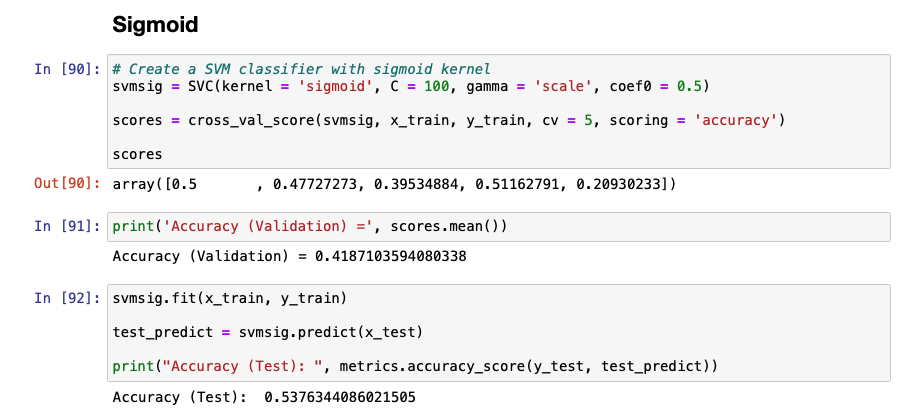 Sigmoid
In [90]: # Create a SVM classifier with sigmoid kernel
svmsig = SVC(kernel = 'sigmoid', C = 100, gamma = 'scale', coef0 = 0.5)
scores = cross_val_score(svmsig, x_train, y_train, cv = 5, scoring = 'accuracy')
scores
Out[90]: array([0.5       , 0.47727273, 0.39534884, 0.51162791, 0.20930233])
In [91]: print('Accuracy (Validation) =', scores.mean())
Accuracy (Validation) = 0.4187103594080338
In [92]: svmsig.fit(x_train, y_train)
test_predict = svmsig.predict(x_test)
print("Accuracy (Test): ", metrics.accuracy_score(y_test, test_predict))
Accuracy (Test):  0.5376344086021505